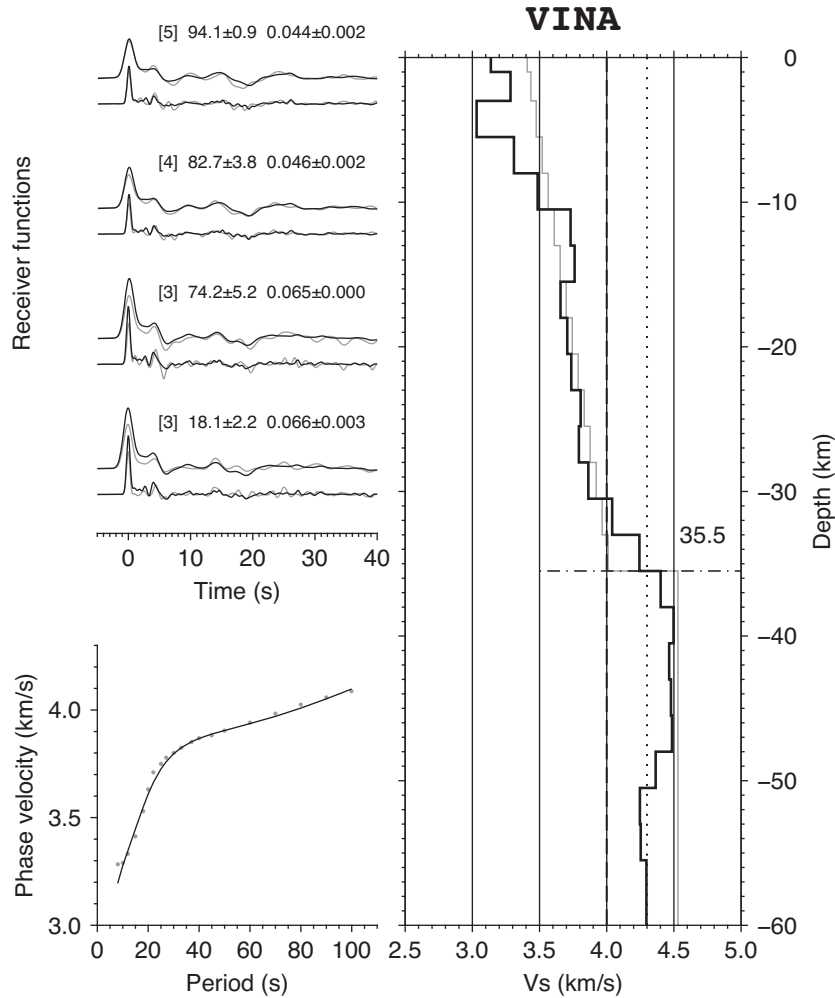 VINA
[5] 94.1±0.9 0.044±0.002
[4] 82.7±3.8 0.046±0.002
[3] 74.2±5.2 0.065±0.000
[3] 18.1±2.2 0.066±0.003
Receiver functions
0 10 20 30 40
Time (s)
4.0
3.5
3.0
Phase velocity (km/s)
0 20 40 60 80 100
Period (s)
0
−10
−20
−30
−40
−50
−60
Depth (km)
35.5
2.5 3.0 3.5 4.0 4.5 5.0
Vs (km/s)